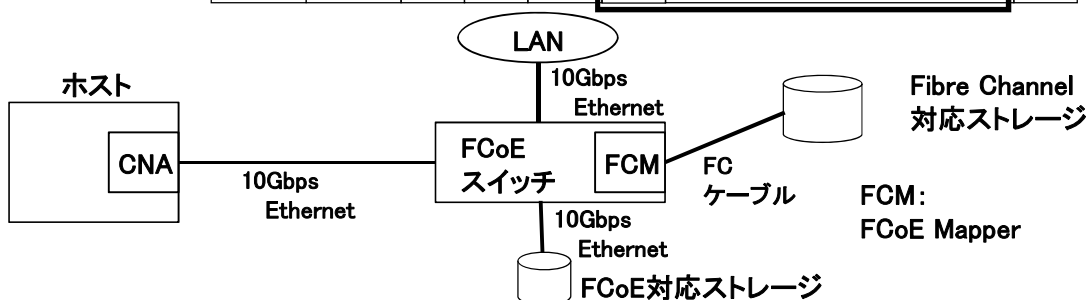 LAN
10Gbps
Ethernet
ホスト
Fibre Channel
対応ストレージ
CNA
10Gbps
Ethernet
FCoE
スイッチ
FCM
FC
ケーブル
FCM：
FCoE Mapper
10Gbps
Ethernet
FCoE対応ストレージ